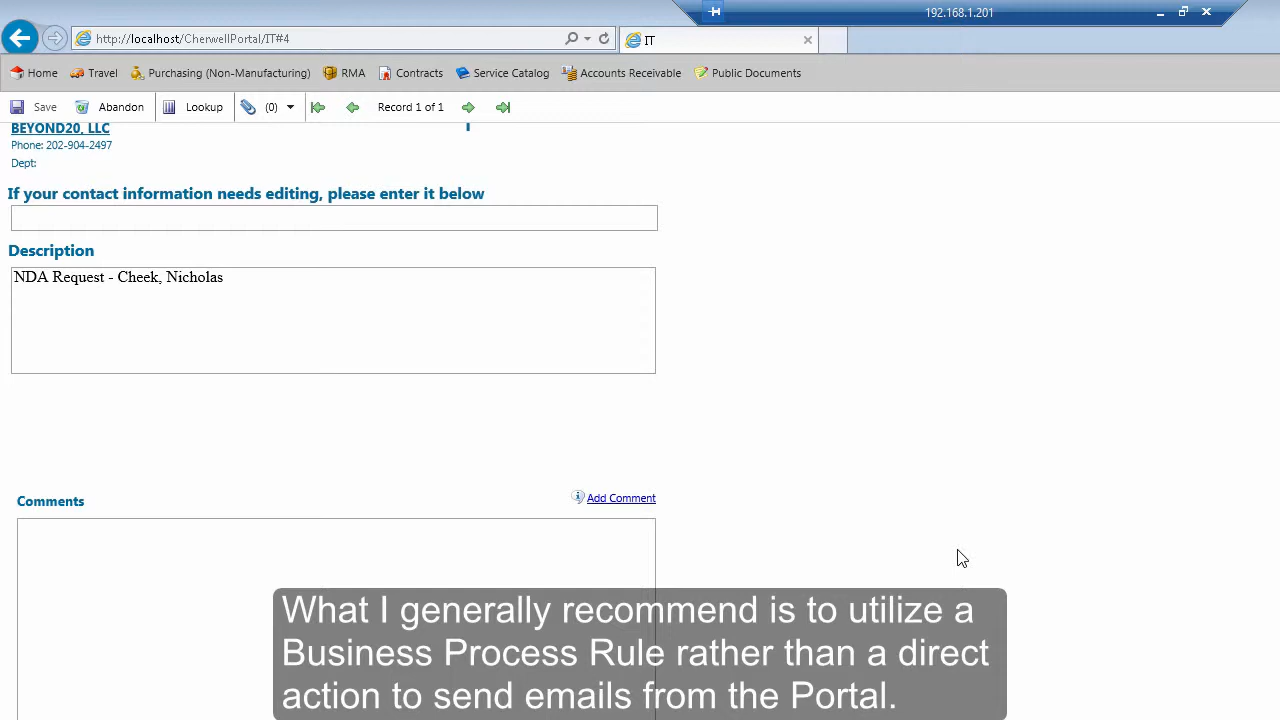 192.168.1.201
http://localhost/CherwellPortal/IT#4
IT
Home Travel Purchasing (Non-Manufacturing) RMA Contracts Service Catalog Accounts Receivable Public Documents
Save Abandon Lookup (0) Record 1 of 1
BEYOND20, LLC
Phone: 202-904-2497
Dept:
If your contact information needs editing, please enter it below
Description
NDA Request - Cheek, Nicholas
Comments Add Comment
What I generally recommend is to utilize a
Business Process Rule rather than a direct
action to send emails from the Portal.